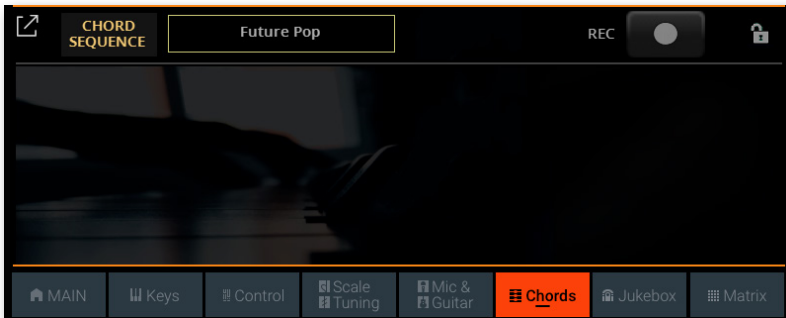 CHORD
SEQUENCE
Future Pop
REC
MAIN
Keys
Control
Scale
Tuning
Mic &
Guitar
Chords
Jukebox
Matrix